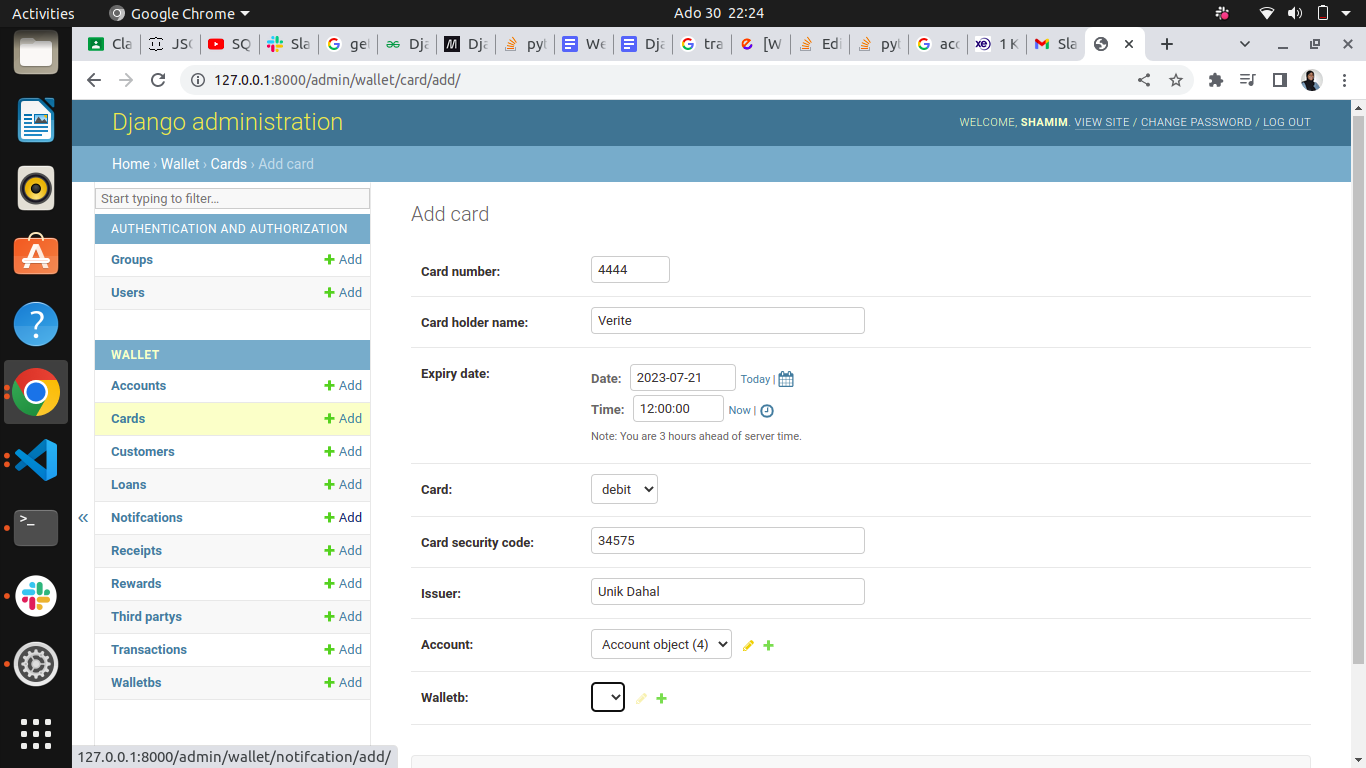 Activities Google Chrome Ado 30 22:24
Cla JSO SQ Sla gel Dja Dja pyt We Dja tra [W Edi pyt acc 1 K Sla
127.0.0.1:8000/admin/wallet/card/add/
Django administration
WELCOME, SHAMIM. VIEW SITE / CHANGE PASSWORD / LOG OUT
Home › Wallet › Cards › Add card
Start typing to filter…
AUTHENTICATION AND AUTHORIZATION
Groups Add
Users Add
WALLET
Accounts Add
Cards Add
Customers Add
Loans Add
«
Notifcations Add
Receipts Add
Rewards Add
Third partys Add
Transactions Add
Walletbs Add
Add card
Card number: 4444
Card holder name: Verite
Expiry date:
Date: 2023-07-21 Today |
Time: 12:00:00 Now |
Note: You are 3 hours ahead of server time.
Card: debit
Card security code: 34575
Issuer: Unik Dahal
Account: Account object (4)
Walletb:
127.0.0.1:8000/admin/wallet/notifcation/add/